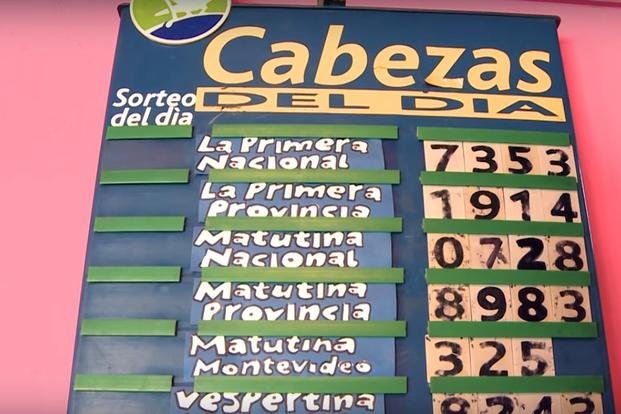 Cabezas
DEL DIA
Sorteo
del dia
La Primera
Nacional
7353
La Primera
Provincia
1914
Matutina
Nacional
0728
Matutina
Provincia
8983
Matutina
Montevideo
325
Vespertina